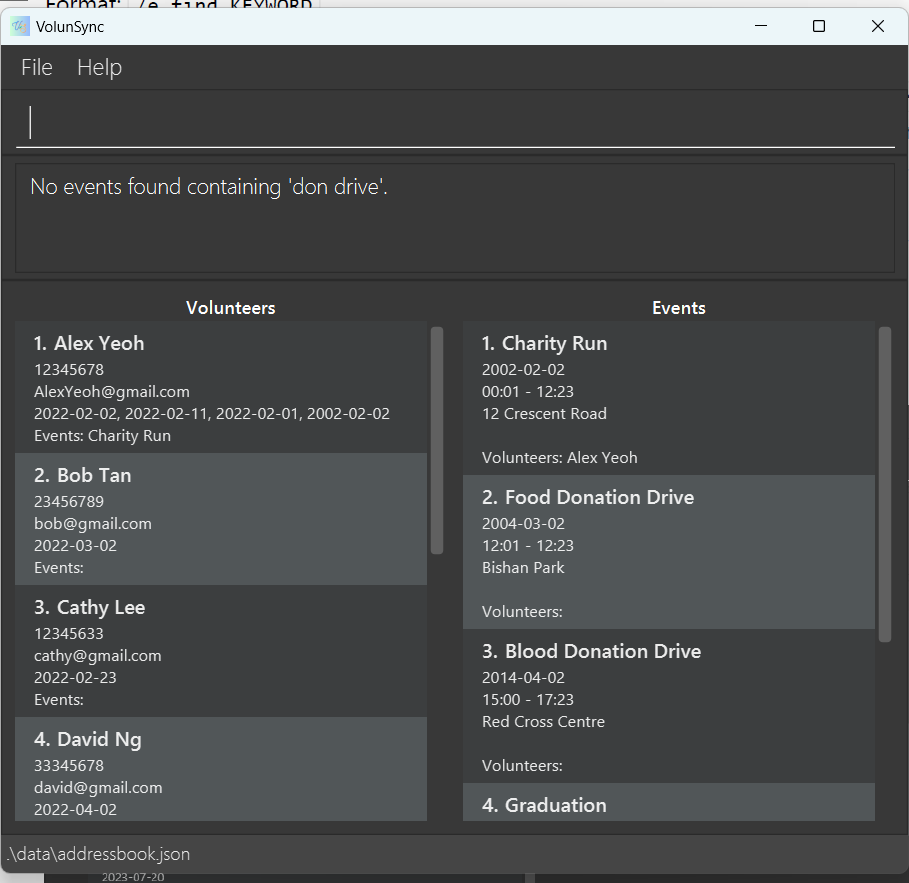 Format: /e find KEYWORD
VolunSync
File Help
No events found containing 'don drive'.
Volunteers
1. Alex Yeoh
12345678
AlexYeoh@gmail.com
2022-02-02, 2022-02-11, 2022-02-01, 2002-02-02
Events: Charity Run
2. Bob Tan
23456789
bob@gmail.com
2022-03-02
Events:
3. Cathy Lee
12345633
cathy@gmail.com
2022-02-23
Events:
4. David Ng
33345678
david@gmail.com
2022-04-02
Events
1. Charity Run
2002-02-02
00:01 - 12:23
12 Crescent Road
Volunteers: Alex Yeoh
2. Food Donation Drive
2004-03-02
12:01 - 12:23
Bishan Park
Volunteers:
3. Blood Donation Drive
2014-04-02
15:00 - 17:23
Red Cross Centre
Volunteers:
4. Graduation
.\data\addressbook.json
2023-07-20